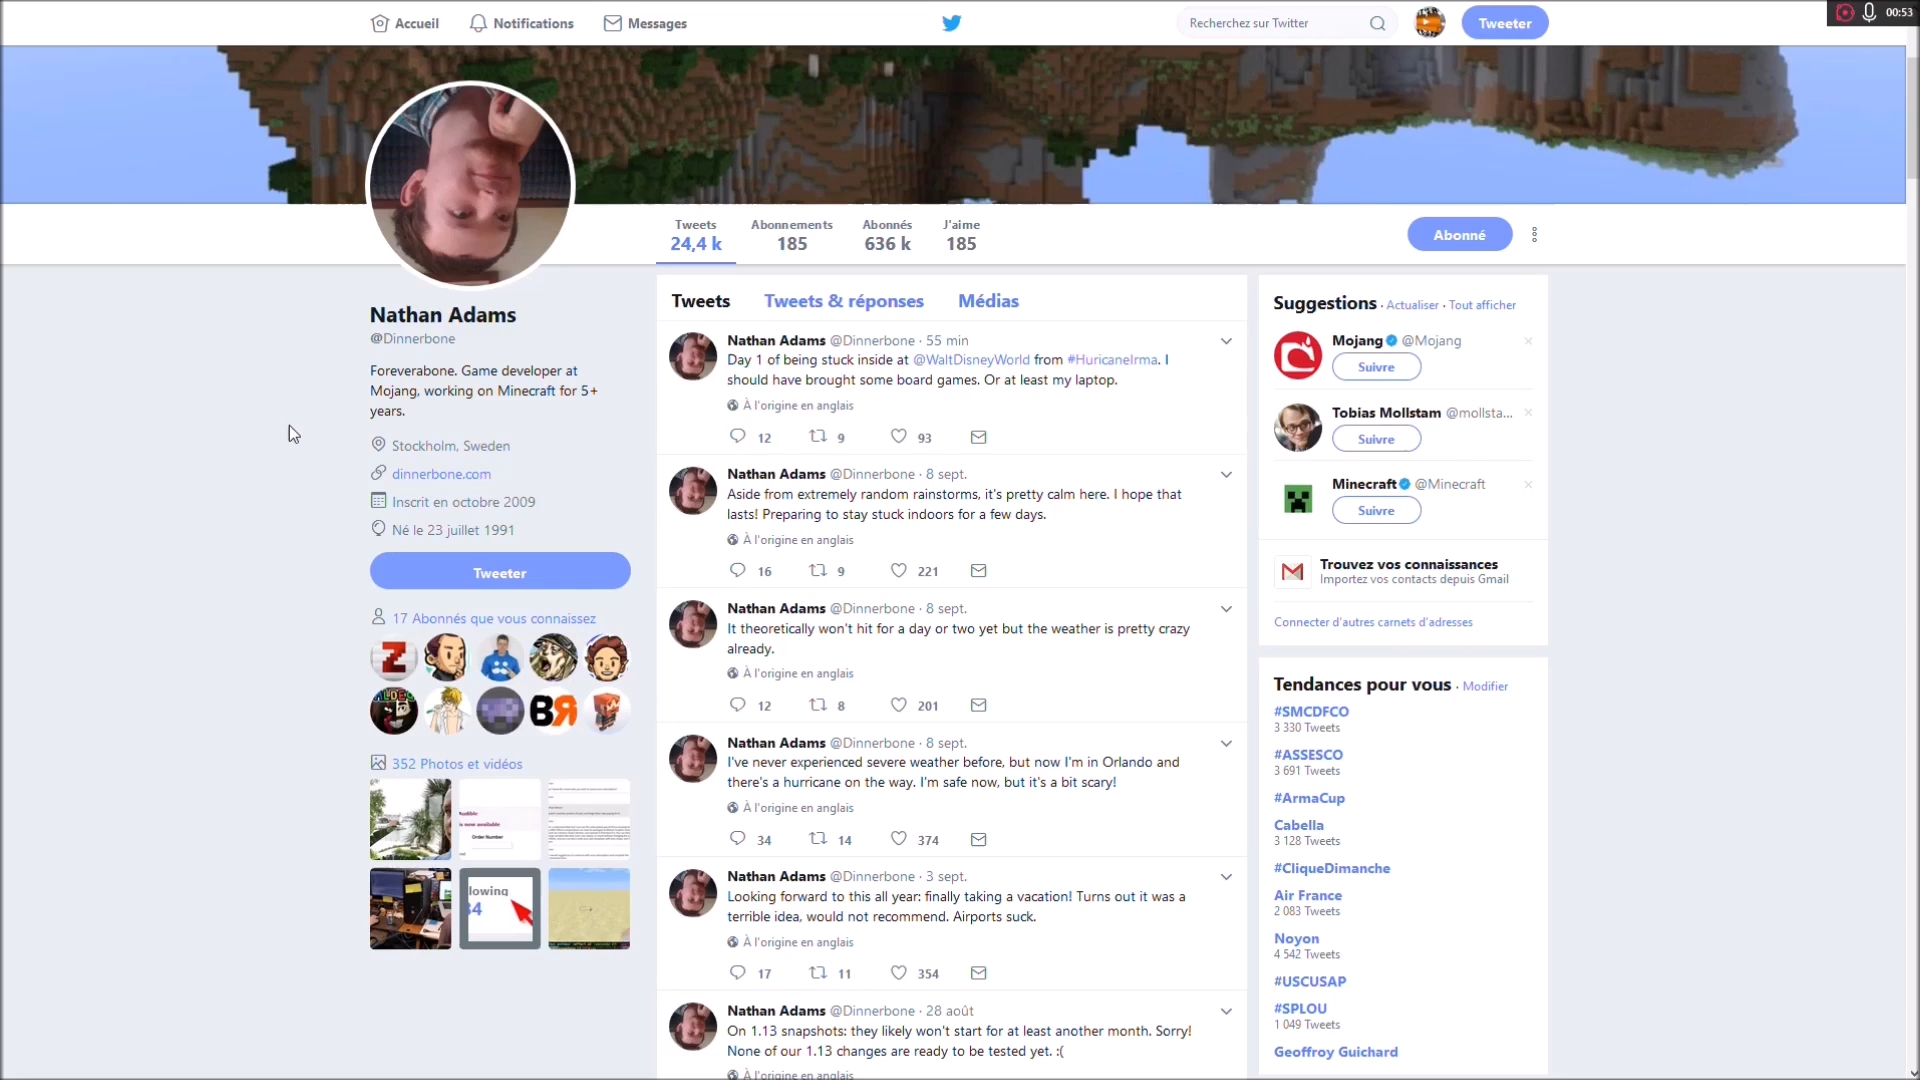 Accueil
Notifications
Messages
Recherchez sur Twitter
Tweeter
00:53
Tweets
24,4 k
Abonnements
185
Abonnés
636 k
J'aime
185
Abonné
Nathan Adams
@Dinnerbone
Foreverabone. Game developer at
Mojang, working on Minecraft for 5+
years.
Stockholm, Sweden
dinnerbone.com
Inscrit en octobre 2009
Né le 23 juillet 1991
Tweeter
17 Abonnés que vous connaissez
352 Photos et vidéos
Order Number
lowing
Tweets
Tweets & réponses
Médias
Nathan Adams @Dinnerbone · 55 min
Day 1 of being stuck inside at @WaltDisneyWorld from #HuricaneIrma. I
should have brought some board games. Or at least my laptop.
À l'origine en anglais
12 9 93
Nathan Adams @Dinnerbone · 8 sept.
Aside from extremely random rainstorms, it's pretty calm here. I hope that
lasts! Preparing to stay stuck indoors for a few days.
À l'origine en anglais
16 9 221
Nathan Adams @Dinnerbone · 8 sept.
It theoretically won't hit for a day or two yet but the weather is pretty crazy
already.
À l'origine en anglais
12 8 201
Nathan Adams @Dinnerbone · 8 sept.
I've never experienced severe weather before, but now I'm in Orlando and
there's a hurricane on the way. I'm safe now, but it's a bit scary!
À l'origine en anglais
34 14 374
Nathan Adams @Dinnerbone · 3 sept.
Looking forward to this all year: finally taking a vacation! Turns out it was a
terrible idea, would not recommend. Airports suck.
À l'origine en anglais
17 11 354
Nathan Adams @Dinnerbone · 28 août
On 1.13 snapshots: they likely won't start for at least another month. Sorry!
None of our 1.13 changes are ready to be tested yet. :(
À l'origine en anglais
Suggestions · Actualiser · Tout afficher
Mojang @Mojang
Suivre
Tobias Mollstam @mollsta...
Suivre
Minecraft @Minecraft
Suivre
Trouvez vos connaissances
Importez vos contacts depuis Gmail
Connecter d'autres carnets d'adresses
Tendances pour vous · Modifier
#SMCDFCO
3 330 Tweets
#ASSESCO
3 691 Tweets
#ArmaCup
Cabella
3 128 Tweets
#CliqueDimanche
Air France
2 083 Tweets
Noyon
4 542 Tweets
#USCUSAP
#SPLOU
1 049 Tweets
Geoffroy Guichard